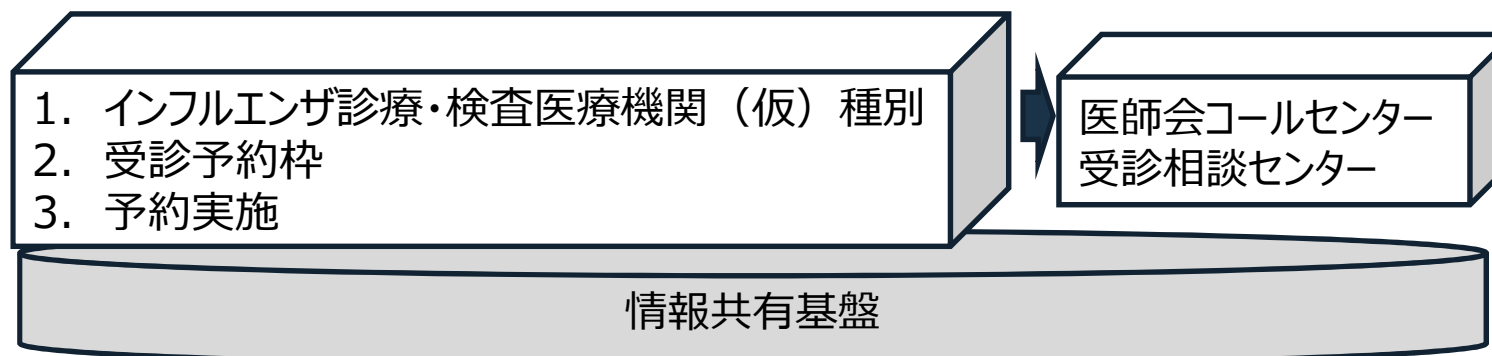 1. インフルエンザ診療・検査医療機関（仮）種別
2. 受診予約枠
3. 予約実施
医師会コールセンター
受診相談センター
情報共有基盤